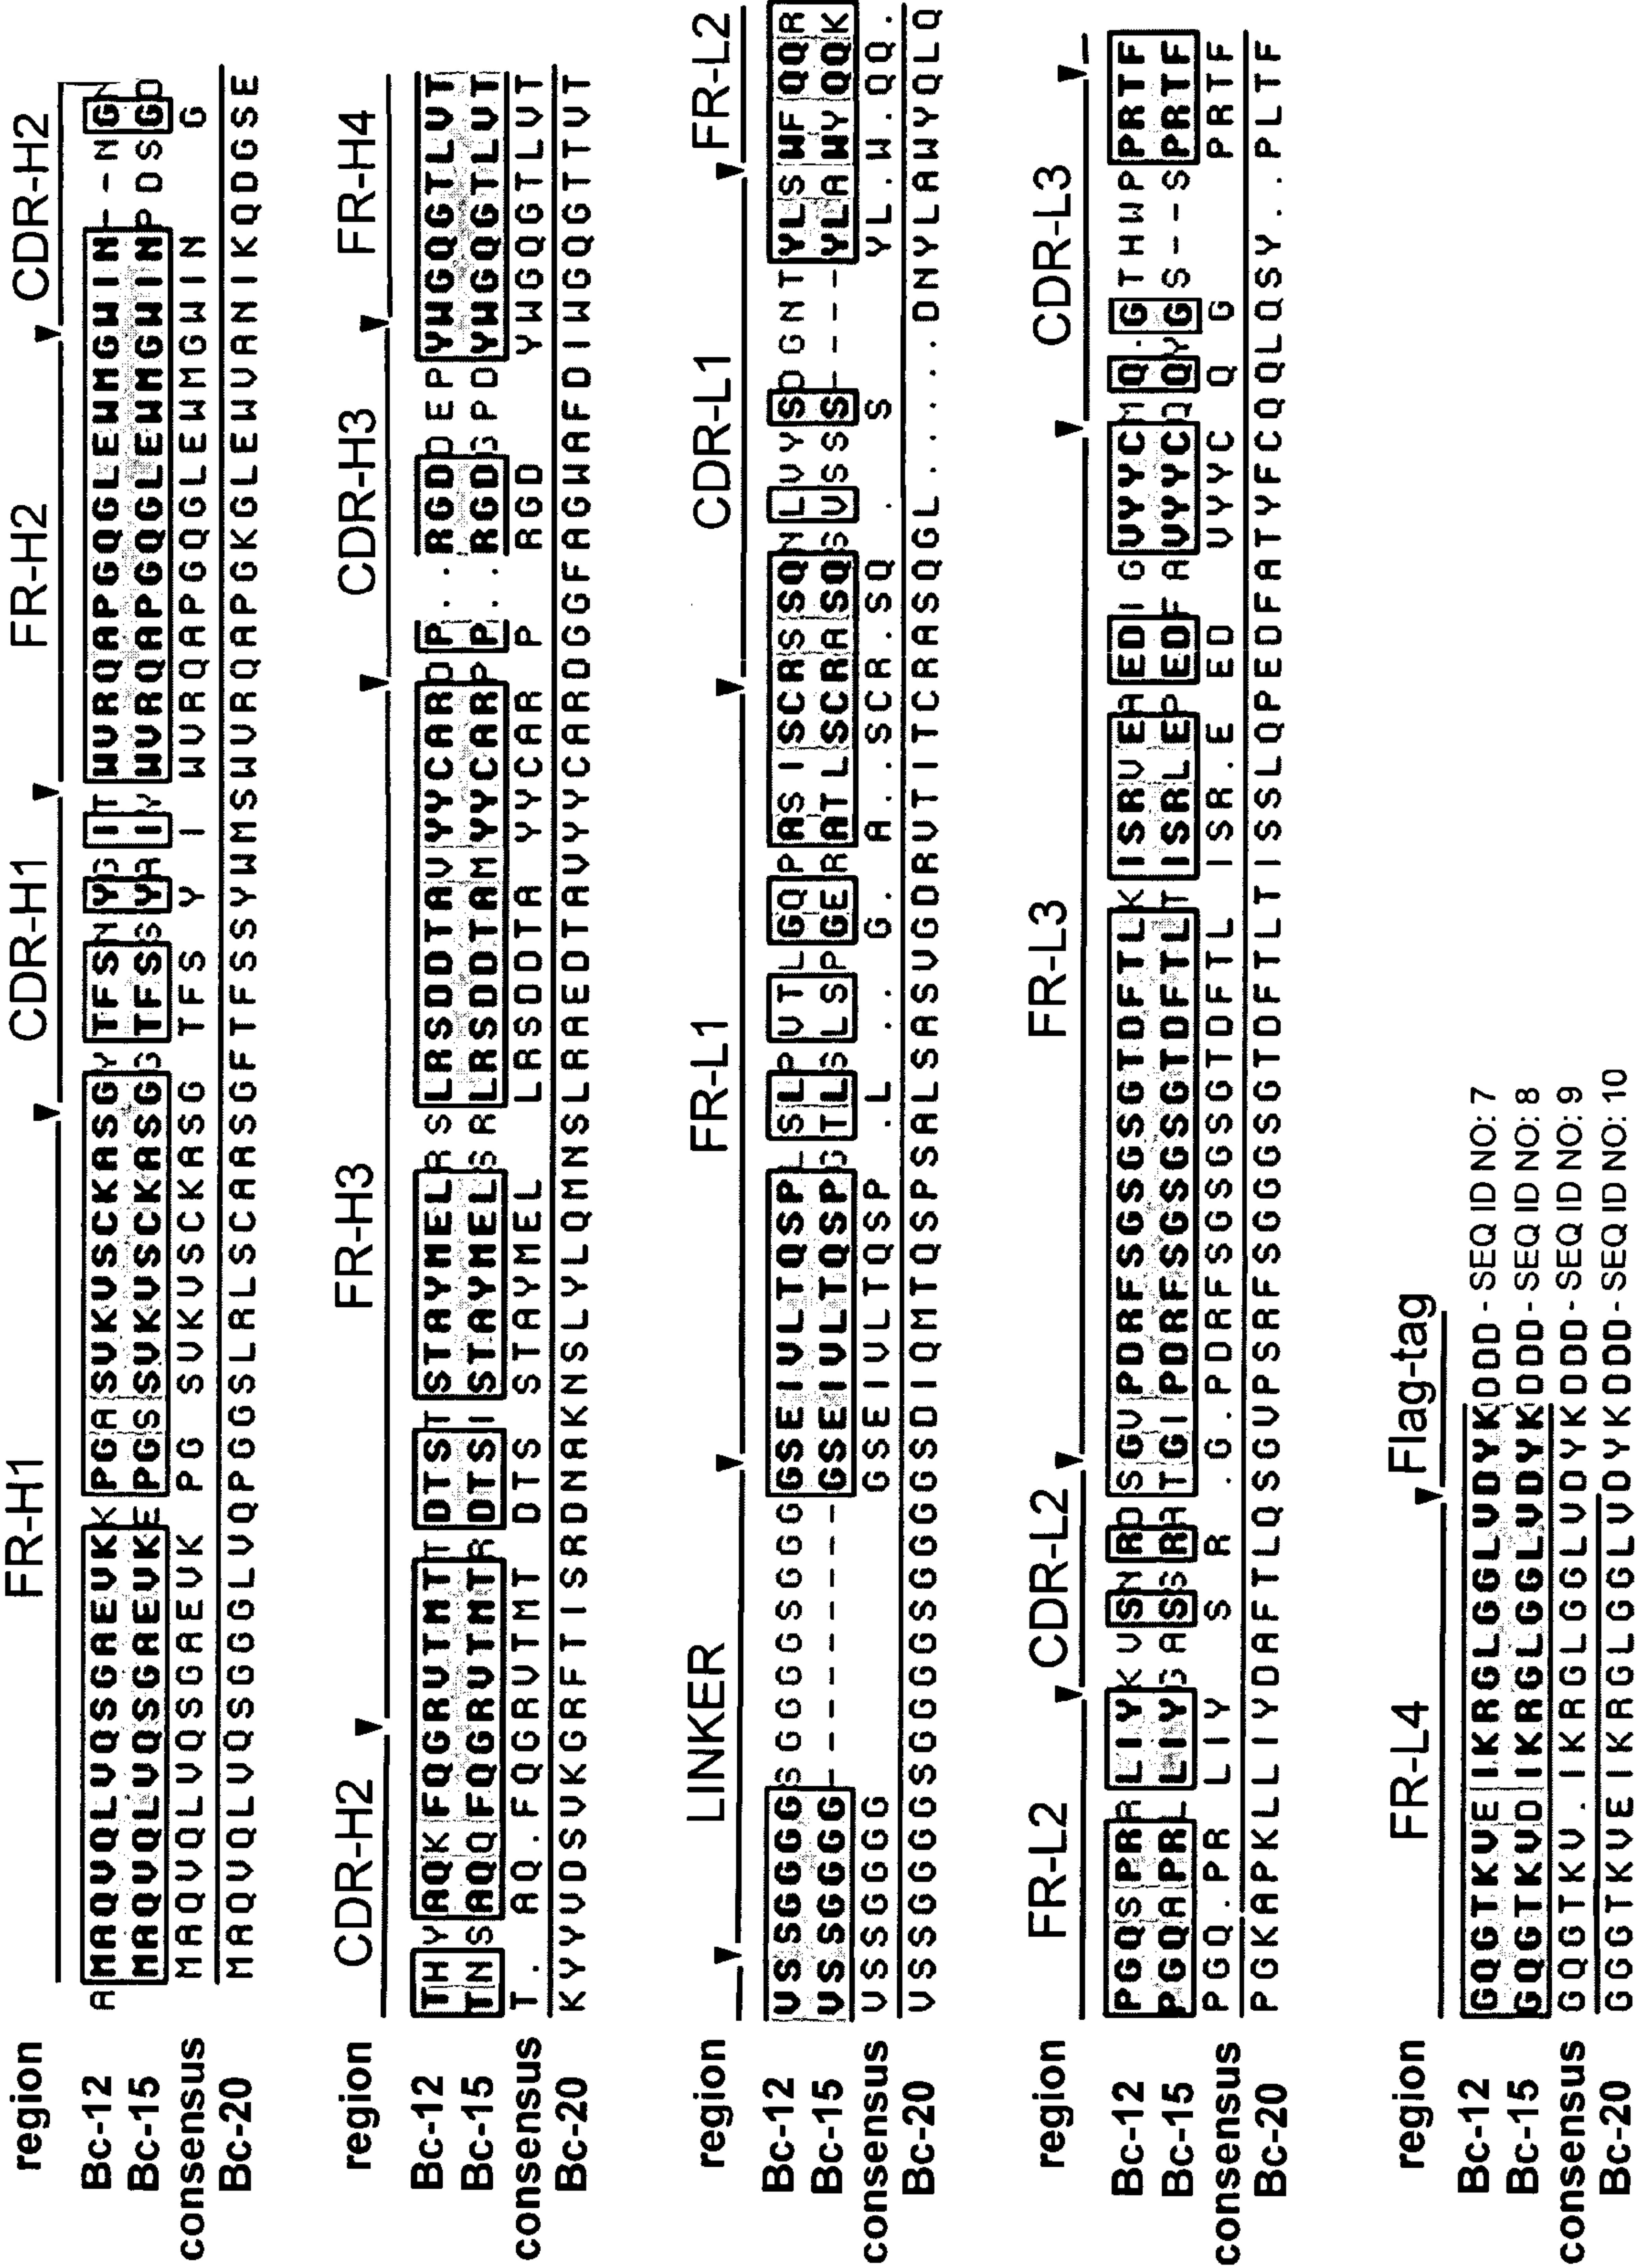 region FR-H1 CDR-H1 FR-H2 CDR-H2
Bc-12 AMAQVQLVQSGAEVKKPGASVKVSCKASGYTFSNYGITWVRQAPGQGLEWMGWIN--NGN
Bc-15 MAQVQLVQSGAEVKEPGSSVKVSCKASGGTFSSYAIYWVRQAPGQGLEWMGWINPDSGD
consensus MAQVQLVQSGAEVK PG SVKVSCKASG TFS Y I WVRQAPGQGLEWMGWIN G
Bc-20 MAQVQLVQSGGGLVQPGGSLRLSCAASGFTFSSYWMSWVRQAPGKGLEWVANIKQDGSE
region CDR-H2 FR-H3 CDR-H3 FR-H4
Bc-12 THYAQKFQGRVTMTTDTSTSTAYMELRSLRSDDTAVYYCARDP..RGDDEPYWGQGTLVT
Bc-15 TNSAQQFQGRVTMTRDTSISTAYMELSRLRSDDTAMYYCARPP..RGDGPDYWGQGTLVT
consensus T. AQ.FQGRVTMT DTS STAYMEL LRSDDTA YYCAR P RGD YWGQGTLVT
Bc-20 KYYVDSVKGRFTISRDNAKNSLYLQMNSLRAEDTAVYYCARDGGFAGWAFDIWGQGTTVT
region LINKER FR-L1 CDR-L1 FR-L2
Bc-12 VSSGGGGSGGGGSGGGGSEIVLTQSPLSLPVTLGQPASISCRSSQNLVYSDGNTYLSWFQQR
Bc-15 VSSGGGG---------GSEIVLTQSPGTLSLSPGERATLSCRASQSVSSS----YLAWYQQK
consensus VSSGGGG GSEIVLTQSP .L .. G. A..SCR.SQ . S YL.W.QQ.
Bc-20 VSSGGGGSGGGGSGGGGSDIQMTQSPSALSASVGDRVTITCRASQGL.....DNYLAWYQLQ
region FR-L2 CDR-L2 FR-L3 CDR-L3
Bc-12 PGQSPRRLIYKVSNRDSGVPDRFSGSGSGTDFTLKISRVEAEDIGVYYCMQ.GTHWPPRTF
Bc-15 PGQAPRLLIYGASSRATGIPDRFSGSGSGTDFTLTISRLEPEDFAVYYCQQYGS--SPRTF
consensus PGQ.PR LIY S R .G.PDRFSGSGSGTDFTL ISR.E ED VYYC Q G PRTF
Bc-20 PGKAPKLLIYDAFTLQSGVPSRFSGGGSGTDFTLTISSLQPEDFATYFCQQLQSY..PLTF
region FR-L4 Flag-tag
Bc-12 GQGTKVEIKRGLGGLVDYKDDD - SEQ ID NO: 7
Bc-15 GQGTKVDIKRGLGGLVDYKDDD - SEQ ID NO: 8
consensus GQGTKV.IKRGLGGLVDYKDDD - SEQ ID NO: 9
Bc-20 GGGTKVEIKRGLGGLVDYKDDD - SEQ ID NO: 10